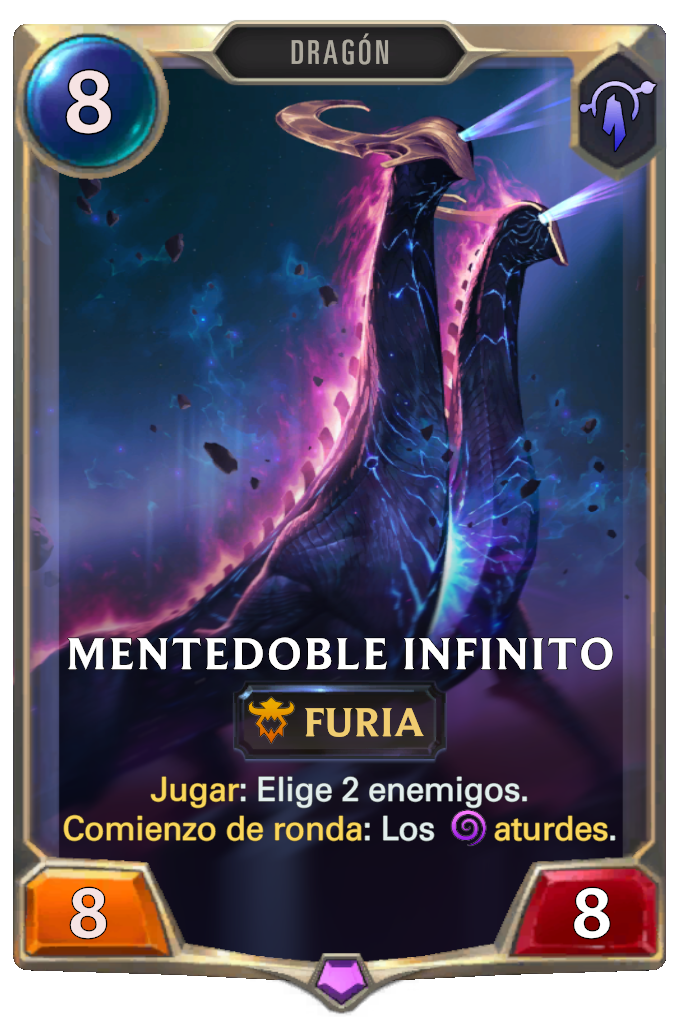 DRAGÓN
8
MENTEDOBLE INFINITO
FURIA
Jugar: Elige 2 enemigos.
Comienzo de ronda: Los aturdes.
8 8